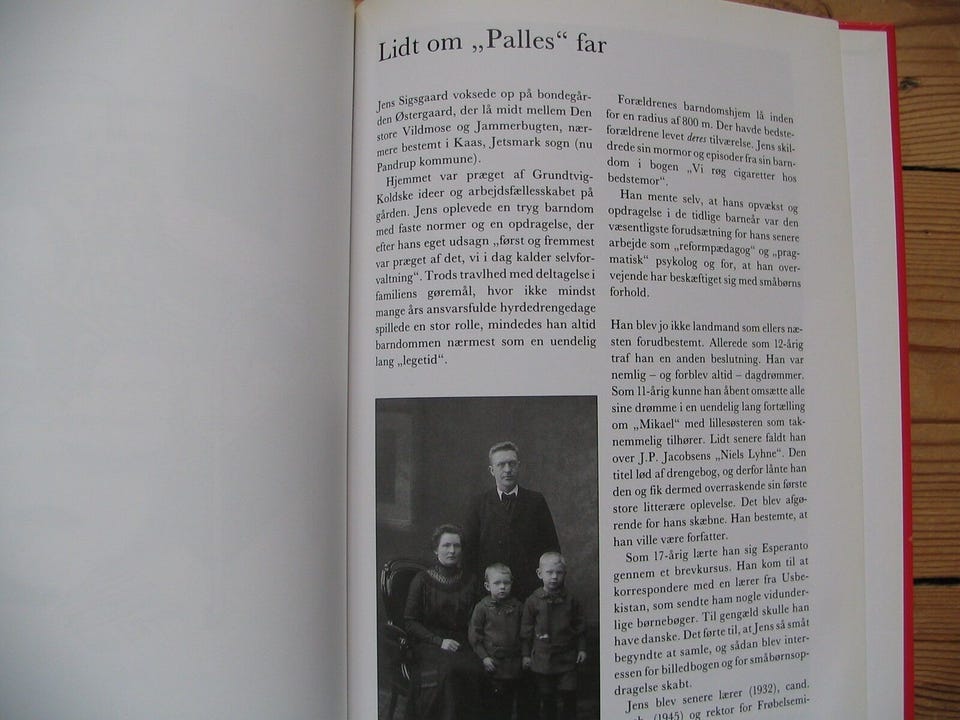 Lidt om „Palles“ far
Jens Sigsgaard voksede op på bondegår-
den Østergaard, der lå midt mellem Den
store Vildmose og Jammerbugten, nær-
mere bestemt i Kaas, Jetsmark sogn (nu
Pandrup kommune).
Hjemmet var præget af Grundtvig-
Koldske ideer og arbejdsfællesskabet på
gården. Jens oplevede en tryg barndom
med faste normer og en opdragelse, der
efter hans eget udsagn „først og fremmest
var præget af det, vi i dag kalder selvfor-
valtning“. Trods travlhed med deltagelse i
familiens gøremål, hvor ikke mindst
mange års ansvarsfulde hyrdedrengedage
spillede en stor rolle, mindedes han altid
barndommen nærmest som en uendelig
lang „legetid“.
Forældrenes barndomshjem lå inden
for en radius af 800 m. Der havde bedste-
forældrene levet deres tilværelse. Jens skil-
drede sin mormor og episoder fra sin barn-
dom i bogen „Vi røg cigaretter hos
bedstemor“.
Han mente selv, at hans opvækst og
opdragelse i de tidlige barneår var den
væsentligste forudsætning for hans senere
arbejde som „reformpædagog“ og „prag-
matisk“ psykolog og for, at han over-
vejende har beskæftiget sig med småbørns
forhold.
Han blev jo ikke landmand som ellers næ-
sten forudbestemt. Allerede som 12-årig
traf han en anden beslutning. Han var
nemlig – og forblev altid – dagdrømmer.
Som 11-årig kunne han åbent omsætte alle
sine drømme i en uendelig lang fortælling
om „Mikael“ med lillesøsteren som tak-
nemmelig tilhører. Lidt senere faldt han
over J.P. Jacobsens „Niels Lyhne“. Den
titel lød af drengebog, og derfor lånte han
den og fik dermed overraskende sin første
store litterære oplevelse. Det blev afgø-
rende for hans skæbne. Han bestemte, at
han ville være forfatter.
Som 17-årig lærte han sig Esperanto
gennem et brevkursus. Han kom til at
korrespondere med en lærer fra Usbe-
kistan, som sendte ham nogle vidunder-
lige børnebøger. Til gengæld skulle han
have danske. Det førte til, at Jens så småt
begyndte at samle, og sådan blev inter-
essen for billedbogen og for småbørnsop-
dragelse skabt.
Jens blev senere lærer (1932), cand.
(1945) og rektor for Frøbelsemi-